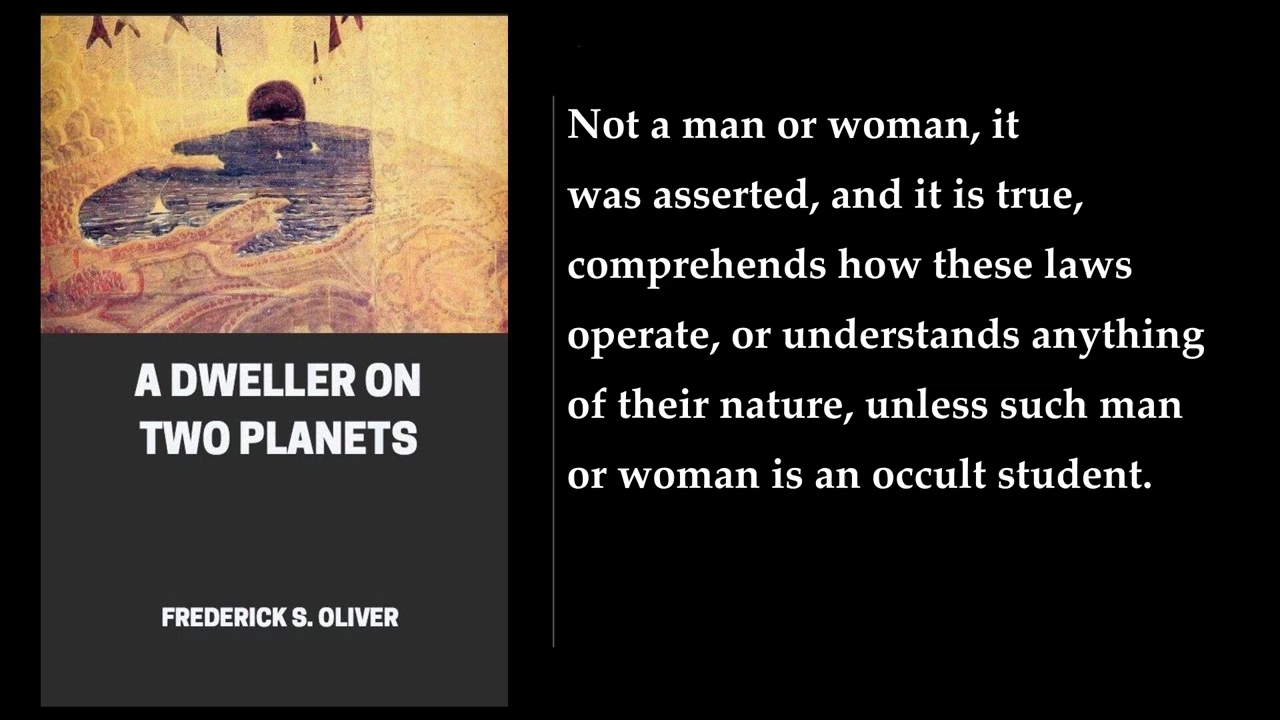 A DWELLER ON
TWO PLANETS
FREDERICK S. OLIVER
Not a man or woman, it
was asserted, and it is true,
comprehends how these laws
operate, or understands anything
of their nature, unless such man
or woman is an occult student.